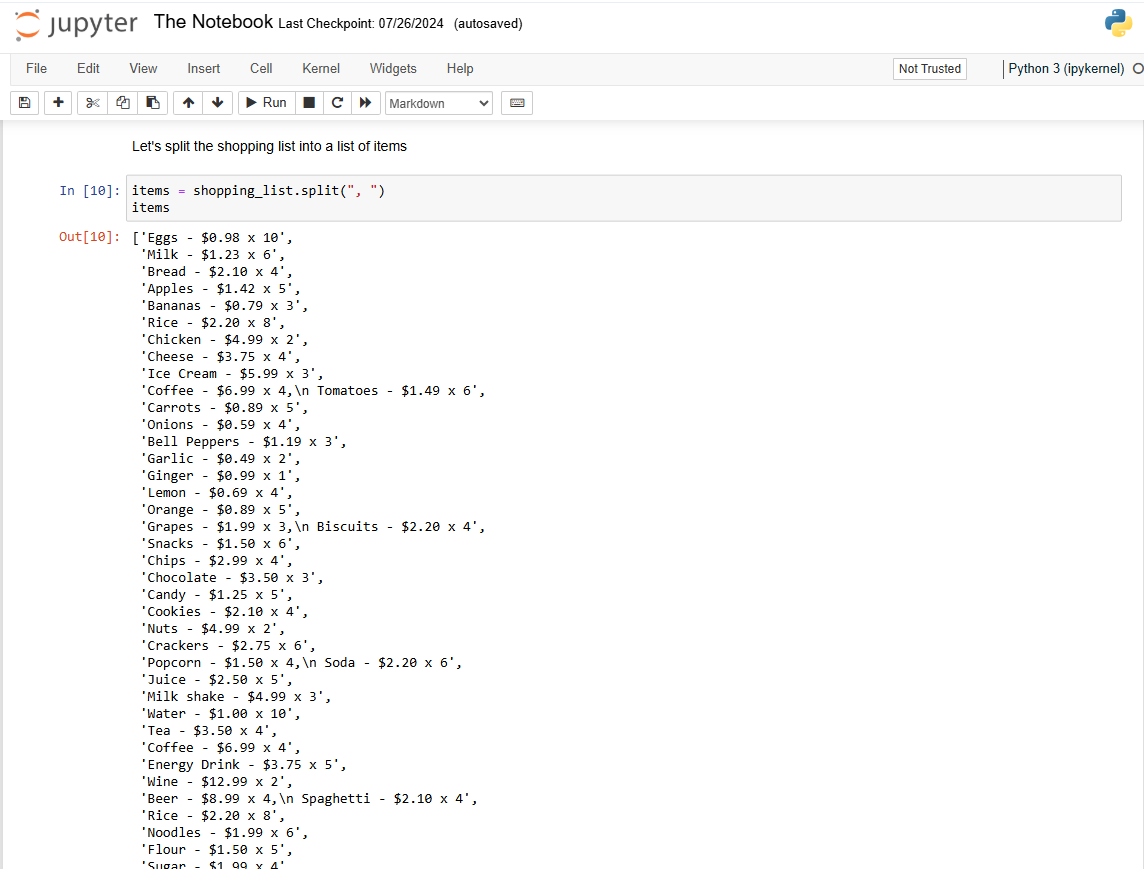 jupyter The Notebook Last Checkpoint: 07/26/2024 (autosaved)
File Edit View Insert Cell Kernel Widgets Help Not Trusted Python 3 (ipykernel)
Run Markdown
Let's split the shopping list into a list of items
In [10]: items = shopping_list.split(", ")
items
Out[10]: ['Eggs - $0.98 x 10',
'Milk - $1.23 x 6',
'Bread - $2.10 x 4',
'Apples - $1.42 x 5',
'Bananas - $0.79 x 3',
'Rice - $2.20 x 8',
'Chicken - $4.99 x 2',
'Cheese - $3.75 x 4',
'Ice Cream - $5.99 x 3',
'Coffee - $6.99 x 4,\n Tomatoes - $1.49 x 6',
'Carrots - $0.89 x 5',
'Onions - $0.59 x 4',
'Bell Peppers - $1.19 x 3',
'Garlic - $0.49 x 2',
'Ginger - $0.99 x 1',
'Lemon - $0.69 x 4',
'Orange - $0.89 x 5',
'Grapes - $1.99 x 3,\n Biscuits - $2.20 x 4',
'Snacks - $1.50 x 6',
'Chips - $2.99 x 4',
'Chocolate - $3.50 x 3',
'Candy - $1.25 x 5',
'Cookies - $2.10 x 4',
'Nuts - $4.99 x 2',
'Crackers - $2.75 x 6',
'Popcorn - $1.50 x 4,\n Soda - $2.20 x 6',
'Juice - $2.50 x 5',
'Milk shake - $4.99 x 3',
'Water - $1.00 x 10',
'Tea - $3.50 x 4',
'Coffee - $6.99 x 4',
'Energy Drink - $3.75 x 5',
'Wine - $12.99 x 2',
'Beer - $8.99 x 4,\n Spaghetti - $2.10 x 4',
'Rice - $2.20 x 8',
'Noodles - $1.99 x 6',
'Flour - $1.50 x 5',
'Sugar - $1.99 x 4'